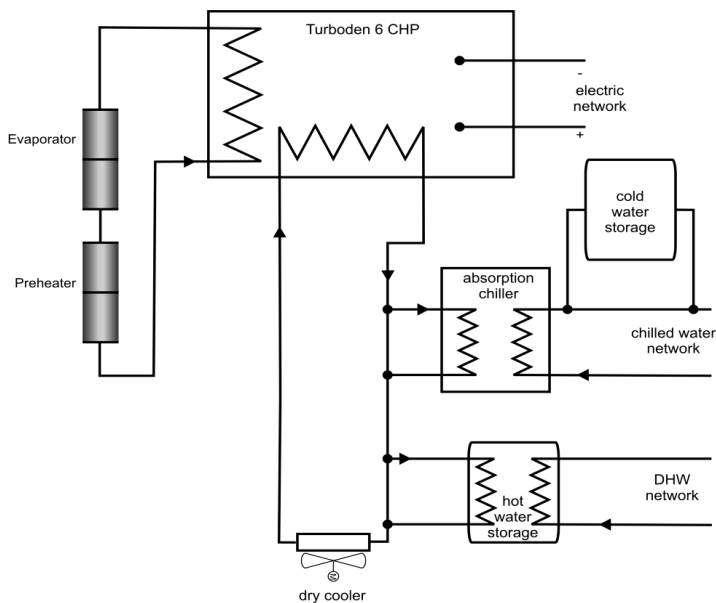 Turboden 6 CHP
-
electric
network
+
Evaporator
Preheater
cold
water
storage
absorption
chiller
chilled water
network
DHW
network
hot
water
storage
M
dry cooler